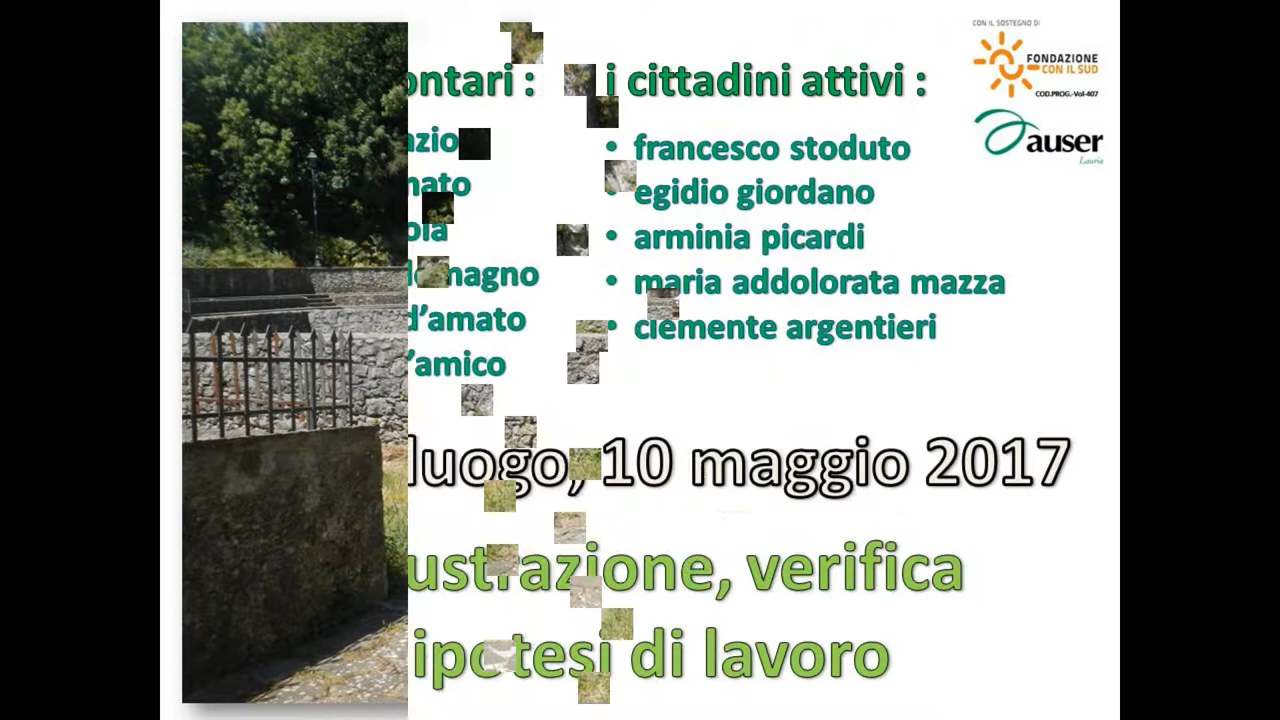 CON IL SOSTEGNO DI
FONDAZIONE
CON IL SUD
COD.PROG.-Vol-407
auser
Lauria
ontari :
azio
nato
ola
magno
d'amato
'amico
i cittadini attivi :
• francesco stoduto
• egidio giordano
• arminia picardi
• maria addolorata mazza
• clemente argentieri
luogo, 10 maggio 2017
ustrazione, verifica
ipotesi di lavoro